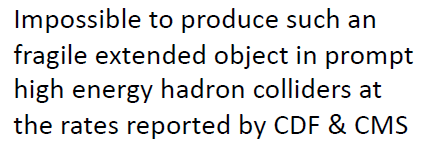 Impossible to produce such an
fragile extended object in prompt
high energy hadron colliders at
the rates reported by CDF & CMS